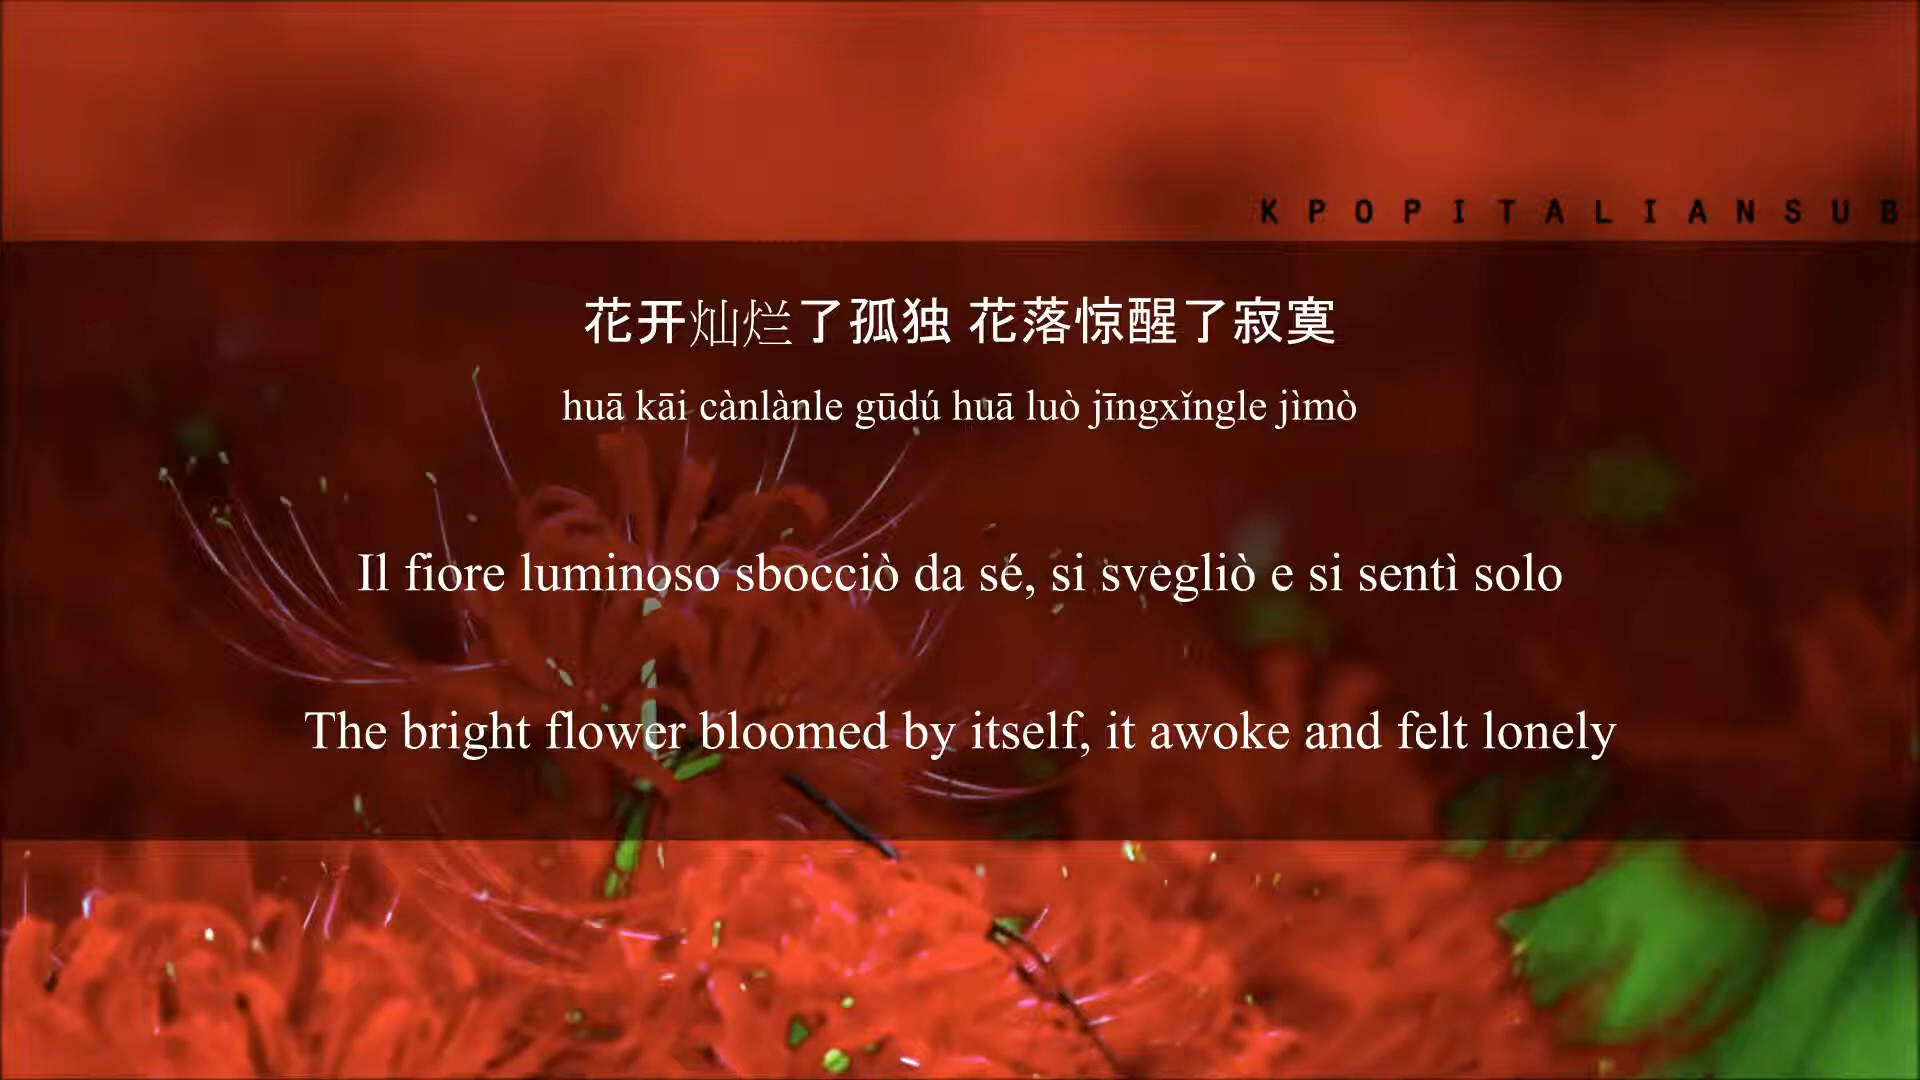 KPOPITALIANSUB
花开灿烂了孤独 花落惊醒了寂寞
huā kāi cànlànle gūdú huā luò jīngxǐngle jìmò
Il fiore luminoso sbocciò da sé, si svegliò e si sentì solo
The bright flower bloomed by itself, it awoke and felt lonely